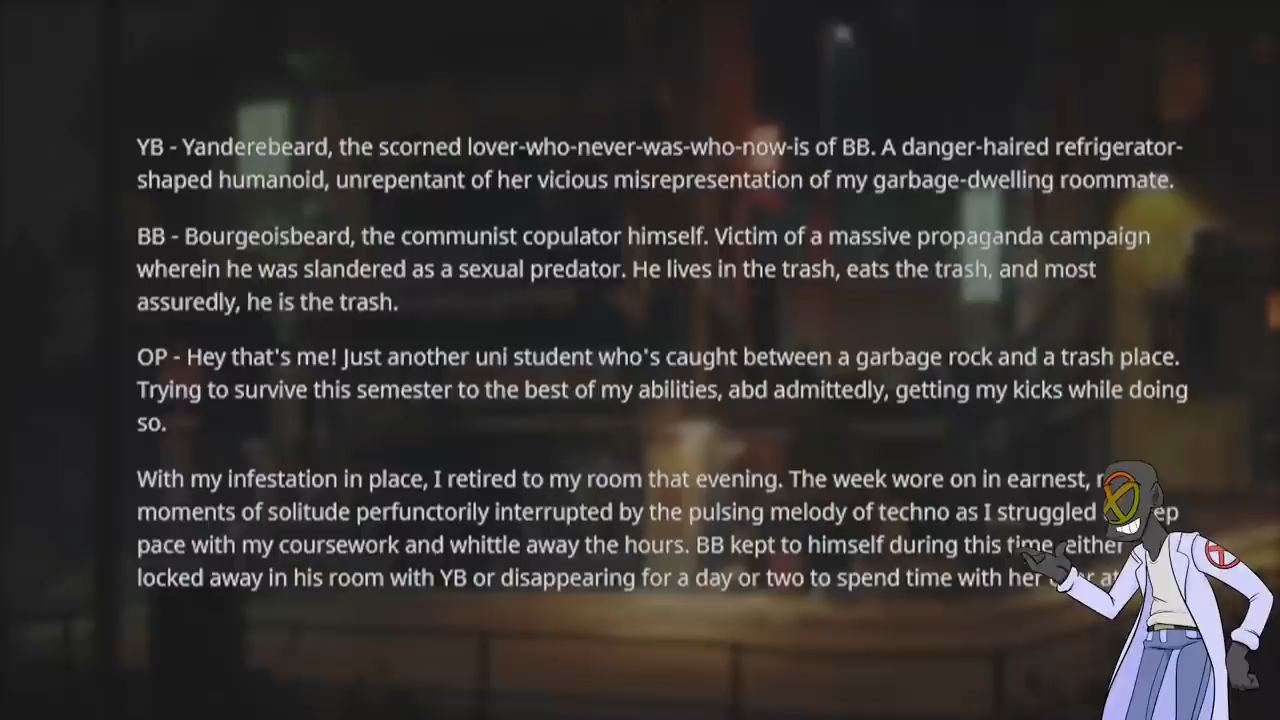 YB - Yanderebeard, the scorned lover-who-never-was-who-now-is of BB. A danger-haired refrigerator-
shaped humanoid, unrepentant of her vicious misrepresentation of my garbage-dwelling roommate.
BB - Bourgeoisbeard, the communist copulator himself. Victim of a massive propaganda campaign
wherein he was slandered as a sexual predator. He lives in the trash, eats the trash, and most
assuredly, he is the trash.
OP - Hey that's me! Just another uni student who's caught between a garbage rock and a trash place.
Trying to survive this semester to the best of my abilities, abd admittedly, getting my kicks while doing
so.
With my infestation in place, I retired to my room that evening. The week wore on in earnest,
moments of solitude perfunctorily interrupted by the pulsing melody of techno as I struggled
pace with my coursework and whittle away the hours. BB kept to himself during this time, either
locked away in his room with YB or disappearing for a day or two to spend time with her